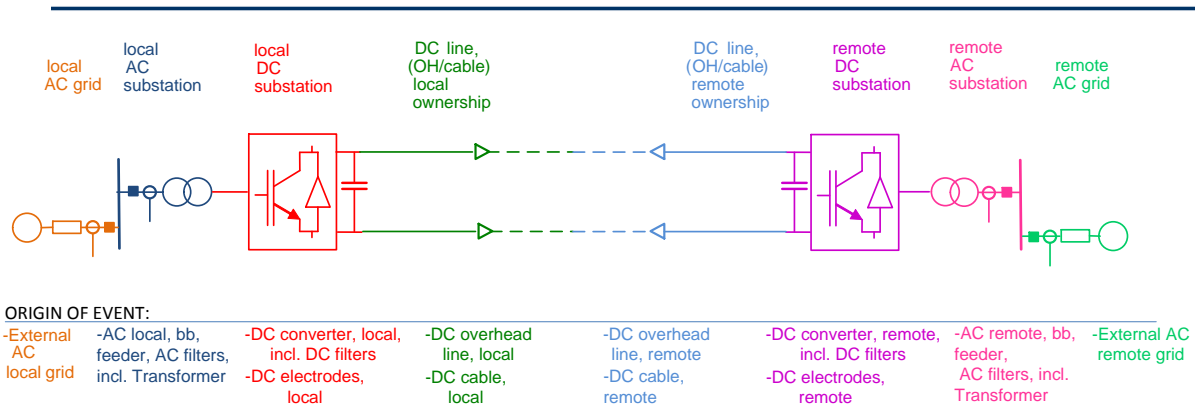 local
AC grid
local
AC
substation
local
DC
substation
DC line,
(OH/cable)
local
ownership
DC line,
(OH/cable)
remote
ownership
remote
DC
substation
remote
AC
substation
remote
AC grid
ORIGIN OF EVENT:
-External
AC
local grid
-AC local, bb,
feeder, AC filters,
incl. Transformer
-DC converter, local,
incl. DC filters
-DC electrodes,
local
-DC overhead
line, local
-DC cable,
local
-DC overhead
line, remote
-DC cable,
remote
-DC converter, remote,
incl. DC filters
-DC electrodes,
remote
-AC remote, bb,
feeder,
AC filters, incl.
Transformer
-External AC
remote grid